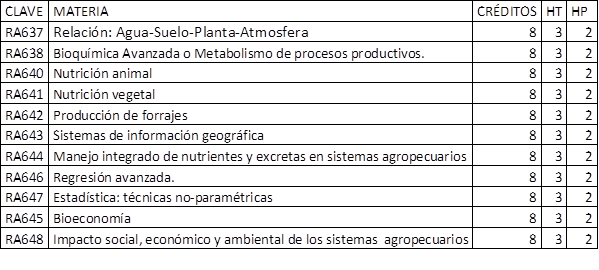 CLAVE MATERIA CRÉDITOS HT HP
RA637 Relación: Agua-Suelo-Planta-Atmosfera 8 3 2
RA638 Bioquímica Avanzada o Metabolismo de procesos productivos. 8 3 2
RA640 Nutrición animal 8 3 2
RA641 Nutrición vegetal 8 3 2
RA642 Producción de forrajes 8 3 2
RA643 Sistemas de información geográfica 8 3 2
RA644 Manejo integrado de nutrientes y excretas en sistemas agropecuarios 8 3 2
RA646 Regresión avanzada. 8 3 2
RA647 Estadística: técnicas no-paramétricas 8 3 2
RA645 Bioeconomía 8 3 2
RA648 Impacto social, económico y ambiental de los sistemas agropecuarios 8 3 2